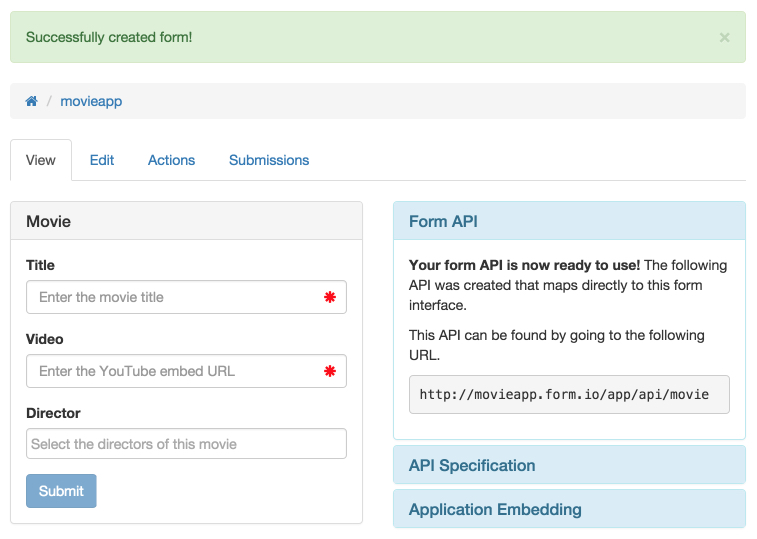 Successfully created form!
×
/ movieapp
View Edit Actions Submissions
Movie
Title
Enter the movie title
Video
Enter the YouTube embed URL
Director
Select the directors of this movie
Submit
Form API
Your form API is now ready to use! The following
API was created that maps directly to this form
interface.
This API can be found by going to the following
URL.
http://movieapp.form.io/app/api/movie
API Specification
Application Embedding